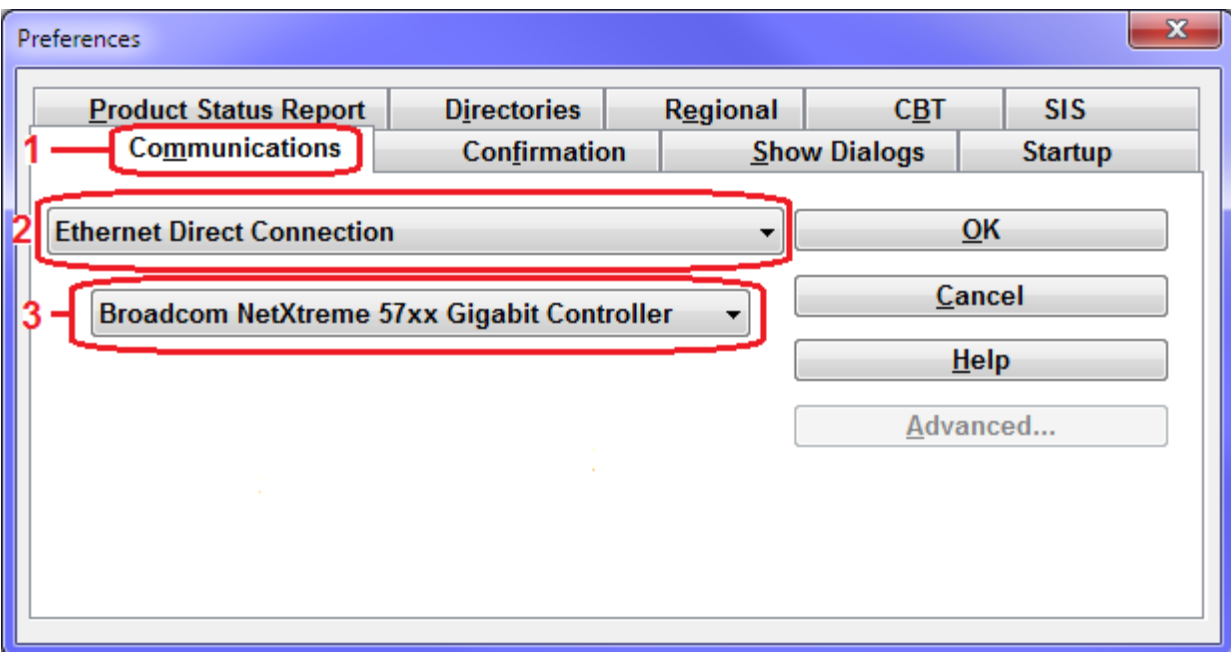 Preferences
X
Product Status Report Directories Regional CBT SIS
1 Communications Confirmation Show Dialogs Startup
2 Ethernet Direct Connection OK
Cancel
3 Broadcom NetXtreme 57xx Gigabit Controller
Help
Advanced...